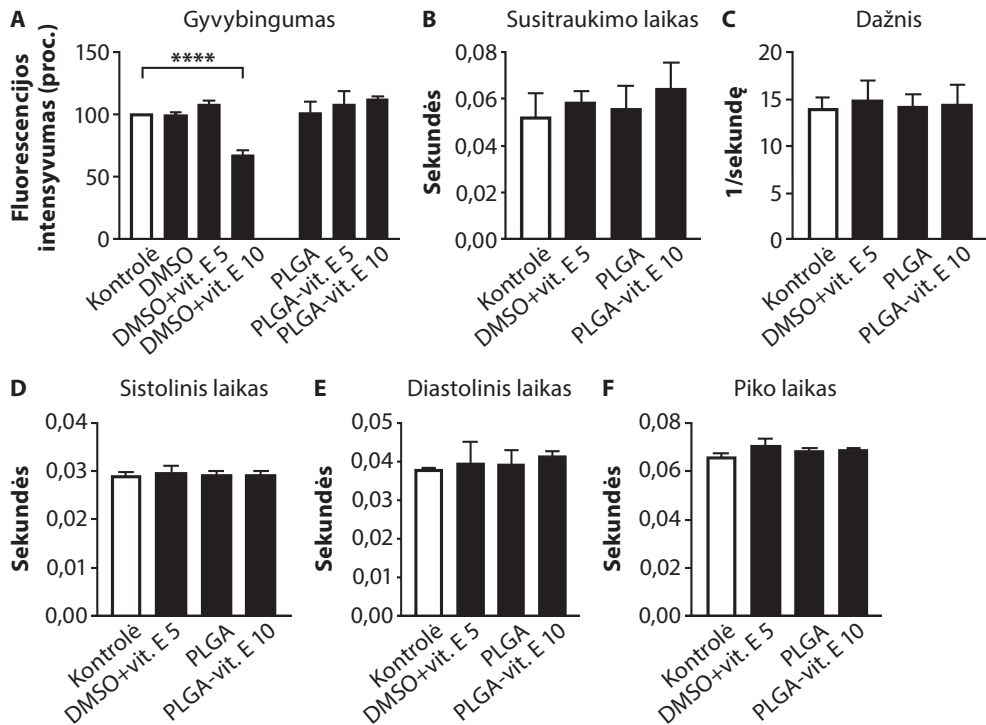 A Gyvybingumas
Fluorescencijos
intensyvumas (proc.)
150
100
50
0
****
Kontrolė
DMSO
DMSO+vit. E 5
DMSO+vit. E 10
PLGA
PLGA-vit. E 5
PLGA-vit. E 10
B Susitraukimo laikas
Sekundės
0,08
0,06
0,04
0,02
0,00
Kontrolė
DMSO+vit. E 5
PLGA
PLGA-vit. E 10
C Dažnis
1/sekundę
20
15
10
5
0
Kontrolė
DMSO+vit. E 5
PLGA
PLGA-vit. E 10
D Sistolinis laikas
Sekundės
0,04
0,03
0,02
0,01
0,00
Kontrolė
DMSO+vit. E 5
PLGA
PLGA-vit. E 10
E Diastolinis laikas
Sekundės
0,05
0,04
0,03
0,02
0,01
0,00
Kontrolė
DMSO+vit. E 5
PLGA
PLGA-vit. E 10
F Piko laikas
Sekundės
0,08
0,06
0,04
0,02
0,00
Kontrolė
DMSO+vit. E 5
PLGA
PLGA-vit. E 10